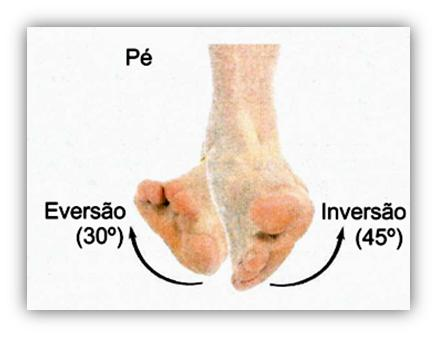 Pé
Eversão
(30º)
Inversão
(45º)